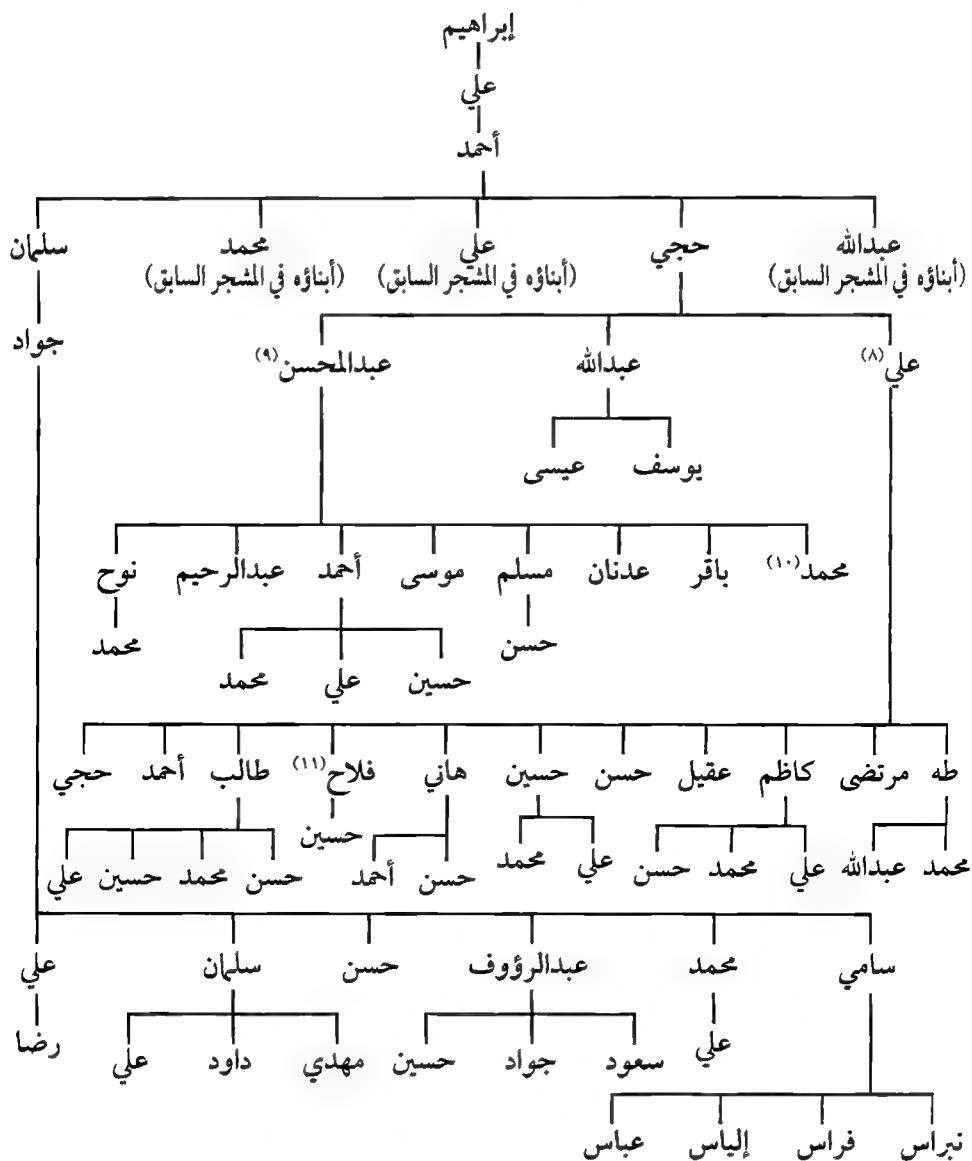 إبراهيم
علي
أحمد
عبدالله حجي علي محمد سلمان
(أبناؤه في المشجر السابق) (أبناؤه في المشجر السابق) (أبناؤه في المشجر السابق)
جواد
علي(٨) عبدالله عبدالمحسن(٩)
يوسف عيسى
محمد(١٠) باقر عدنان مسلم موسى أحمد عبدالرحيم نوح
حسن محمد
حسين علي محمد
طه مرتضى كاظم عقيل حسن حسين هاني فلاح(١١) طالب أحمد حجي
حسين
محمد عبدالله علي محمد حسن علي محمد حسن أحمد حسن محمد حسين علي
سامي محمد عبدالرؤوف حسن سلمان علي
علي سعود جواد حسين مهدي داود علي رضا
نبراس فراس إلياس عباس